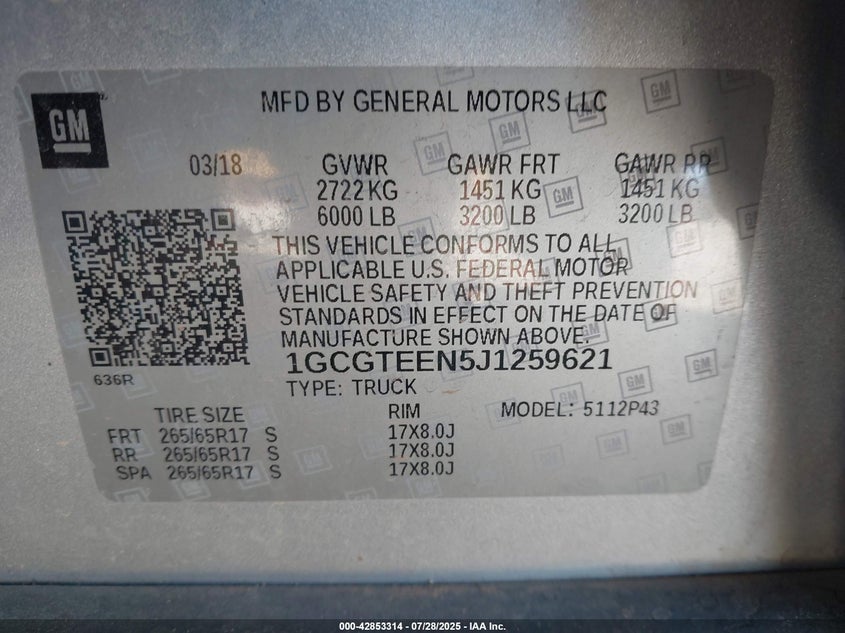 GM
MFD BY GENERAL MOTORS LLC
03/18 GVWR GAWR FRT GAWR RR
2722 KG 1451 KG 1451 KG
6000 LB 3200 LB 3200 LB
THIS VEHICLE CONFORMS TO ALL
APPLICABLE U.S. FEDERAL MOTOR
VEHICLE SAFETY AND THEFT PREVENTION
STANDARDS IN EFFECT ON THE DATE OF
MANUFACTURE SHOWN ABOVE.
1GCGTEEN5J1259621
636R
TYPE: TRUCK
TIRE SIZE RIM MODEL: 5112P43
FRT 265/65R17 S 17X8.0J
RR 265/65R17 S 17X8.0J
SPA 265/65R17 S 17X8.0J
000-42853314 - 07/28/2025 - IAA Inc.